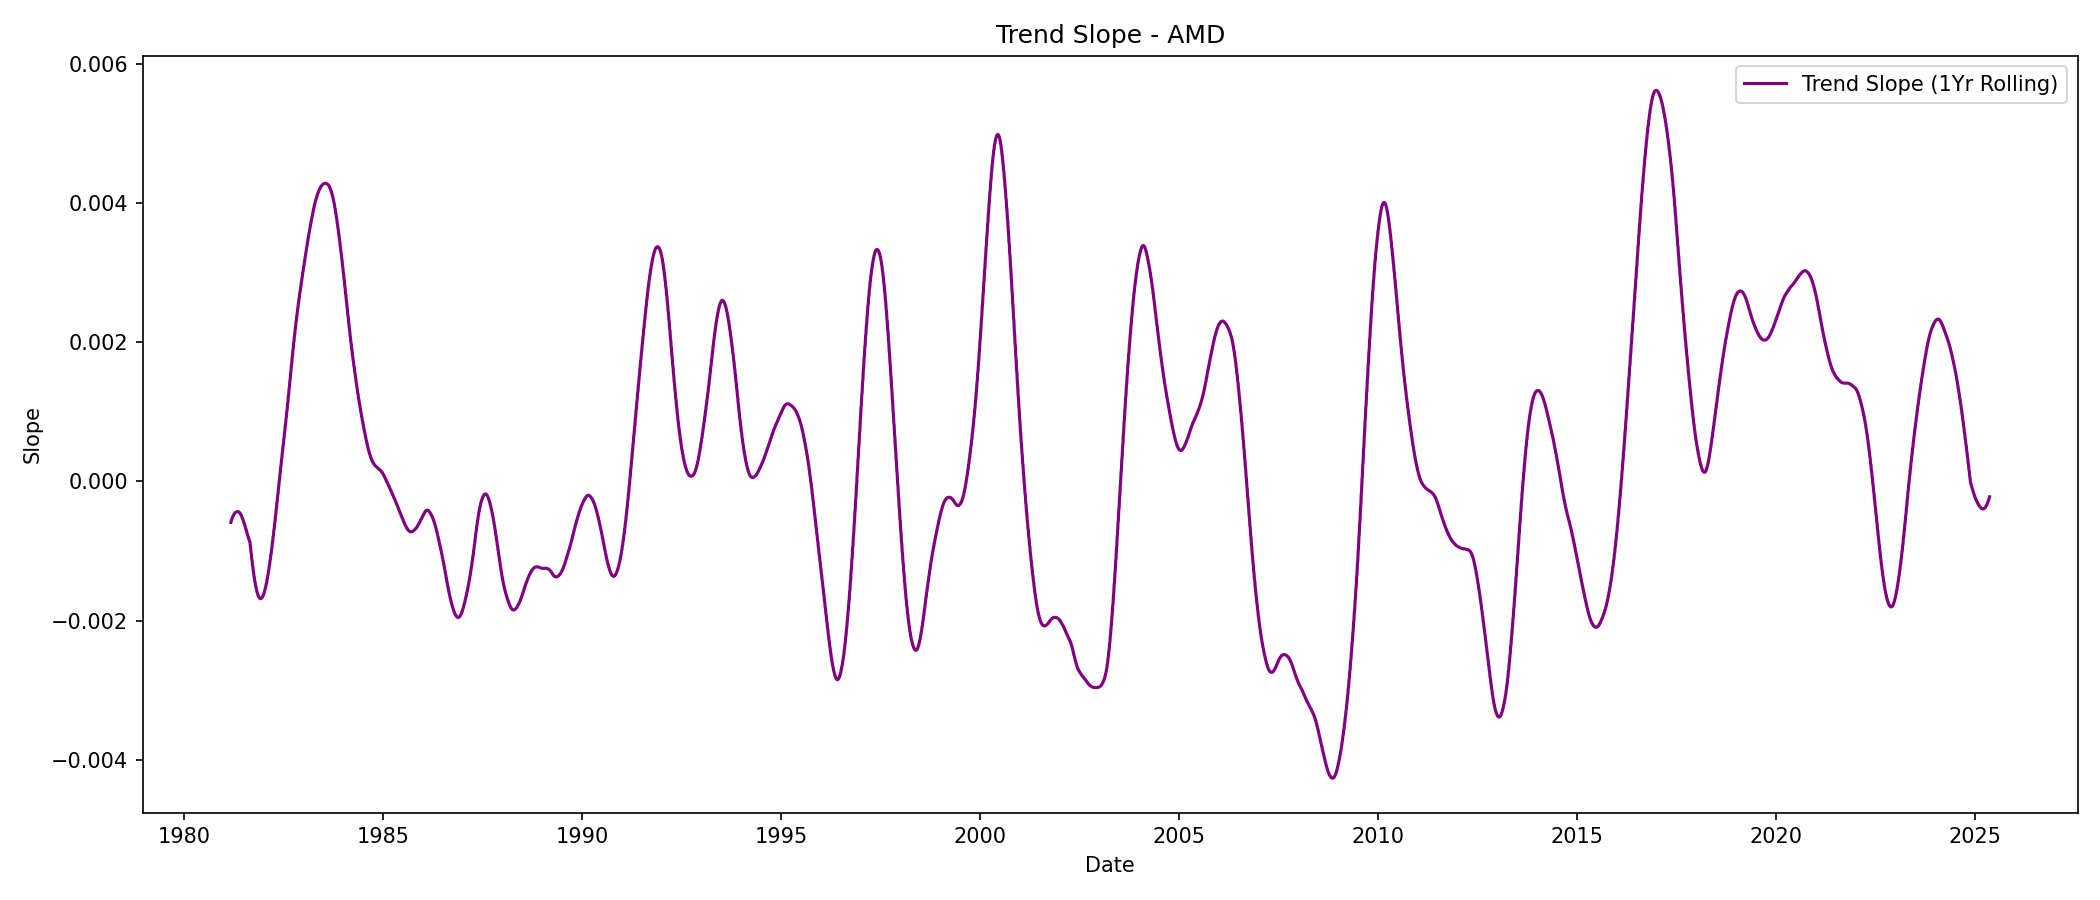 Trend Slope - AMD
Trend Slope (1Yr Rolling)
0.006
0.004
0.002
0.000
−0.002
−0.004
Slope
1980 1985 1990 1995 2000 2005 2010 2015 2020 2025
Date